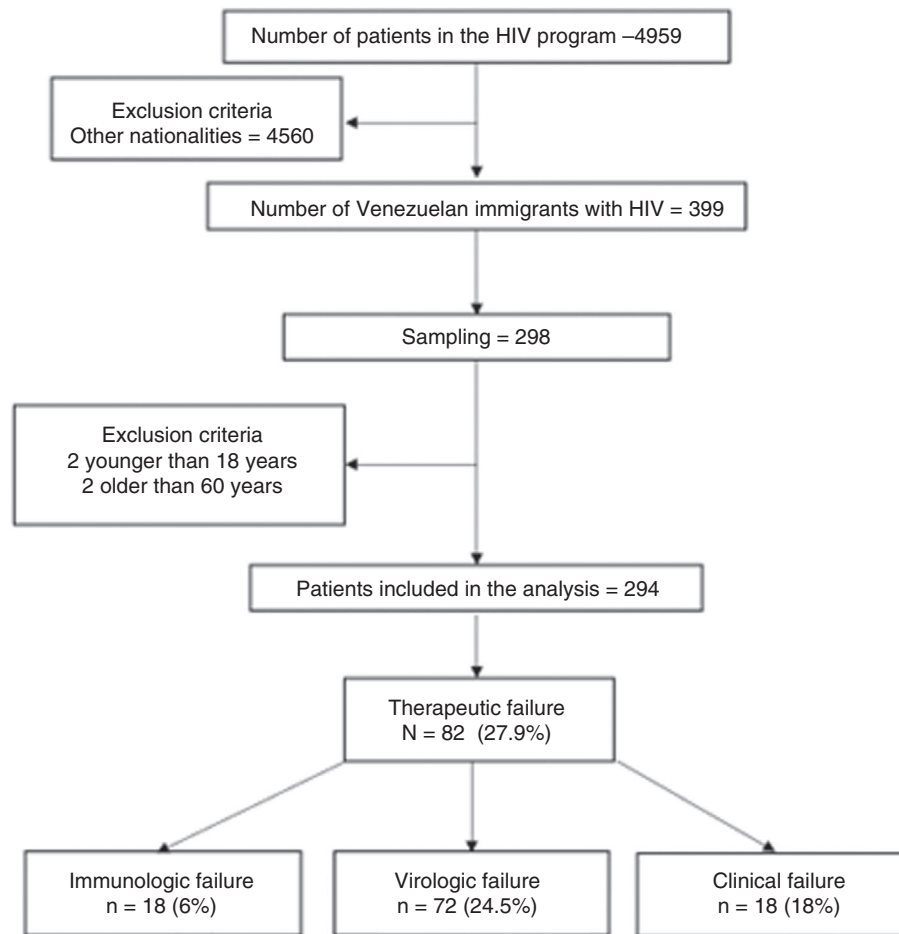 Number of patients in the HIV program –4959
Exclusion criteria
Other nationalities = 4560
Number of Venezuelan immigrants with HIV = 399
Sampling = 298
Exclusion criteria
2 younger than 18 years
2 older than 60 years
Patients included in the analysis = 294
Therapeutic failure
N = 82 (27.9%)
Immunologic failure
n = 18 (6%)
Virologic failure
n = 72 (24.5%)
Clinical failure
n = 18 (18%)